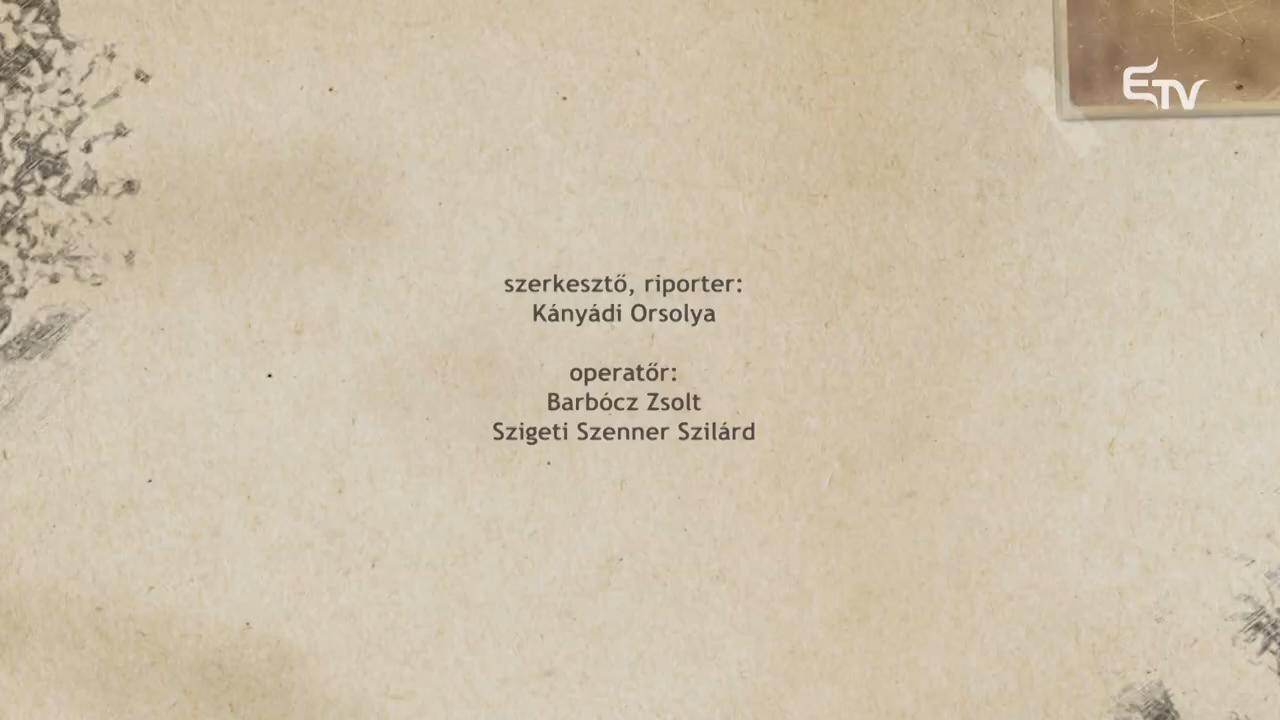 ETV
szerkesztő, riporter:
Kányádi Orsolya
operatőr:
Barbócz Zsolt
Szigeti Szenner Szilárd